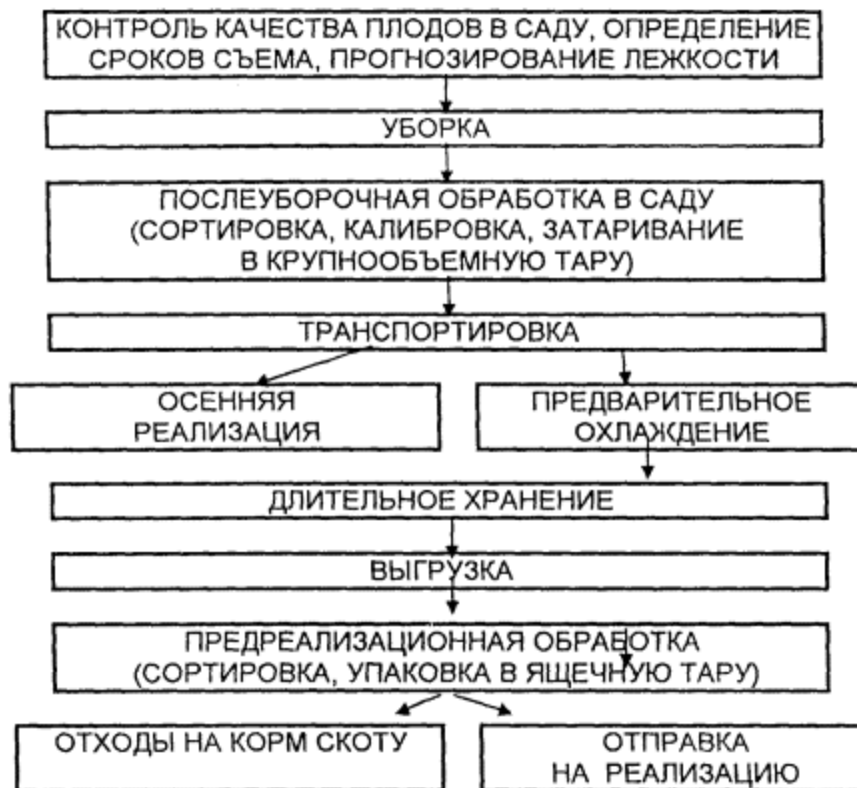 КОНТРОЛЬ КАЧЕСТВА ПЛОДОВ В САДУ, ОПРЕДЕЛЕНИЕ
СРОКОВ СЪЕМА, ПРОГНОЗИРОВАНИЕ ЛЕЖКОСТИ
УБОРКА
ПОСЛЕУБОРОЧНАЯ ОБРАБОТКА В САДУ
(СОРТИРОВКА, КАЛИБРОВКА, ЗАТАРИВАНИЕ
В КРУПНООБЪЕМНУЮ ТАРУ)
ТРАНСПОРТИРОВКА
ОСЕННЯЯ
РЕАЛИЗАЦИЯ
ПРЕДВАРИТЕЛЬНОЕ
ОХЛАЖДЕНИЕ
ДЛИТЕЛЬНОЕ ХРАНЕНИЕ
ВЫГРУЗКА
ПРЕДРЕАЛИЗАЦИОННАЯ ОБРАБОТКА
(СОРТИРОВКА, УПАКОВКА В ЯЩЕЧНУЮ ТАРУ)
ОТХОДЫ НА КОРМ СКОТУ
ОТПРАВКА
НА РЕАЛИЗАЦИЮ